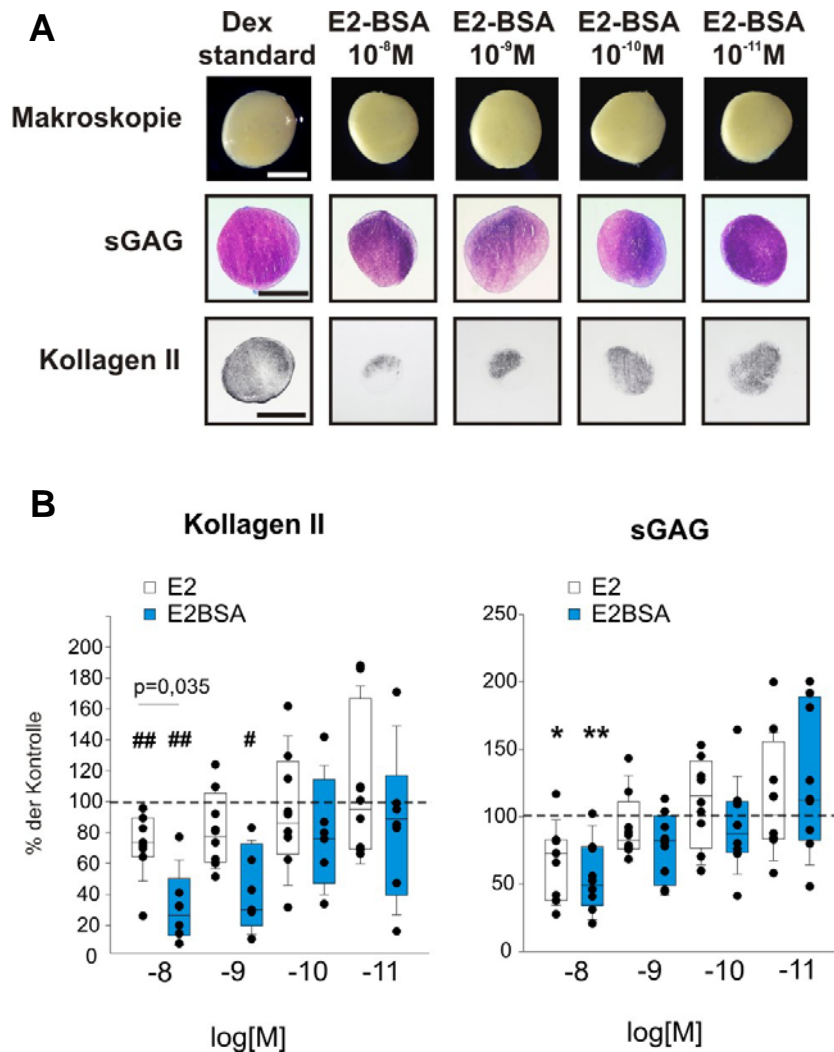 A
Dex standard
E2-BSA 10⁻⁸M
E2-BSA 10⁻⁹M
E2-BSA 10⁻¹⁰M
E2-BSA 10⁻¹¹M
Makroskopie
sGAG
Kollagen II
B
Kollagen II
E2
E2BSA
% der Kontrolle
200
180
160
140
120
100
80
60
40
20
0
p=0,035
##
##
#
-8
-9
-10
-11
log[M]
sGAG
E2
E2BSA
250
200
150
100
50
0
*
**
-8
-9
-10
-11
log[M]